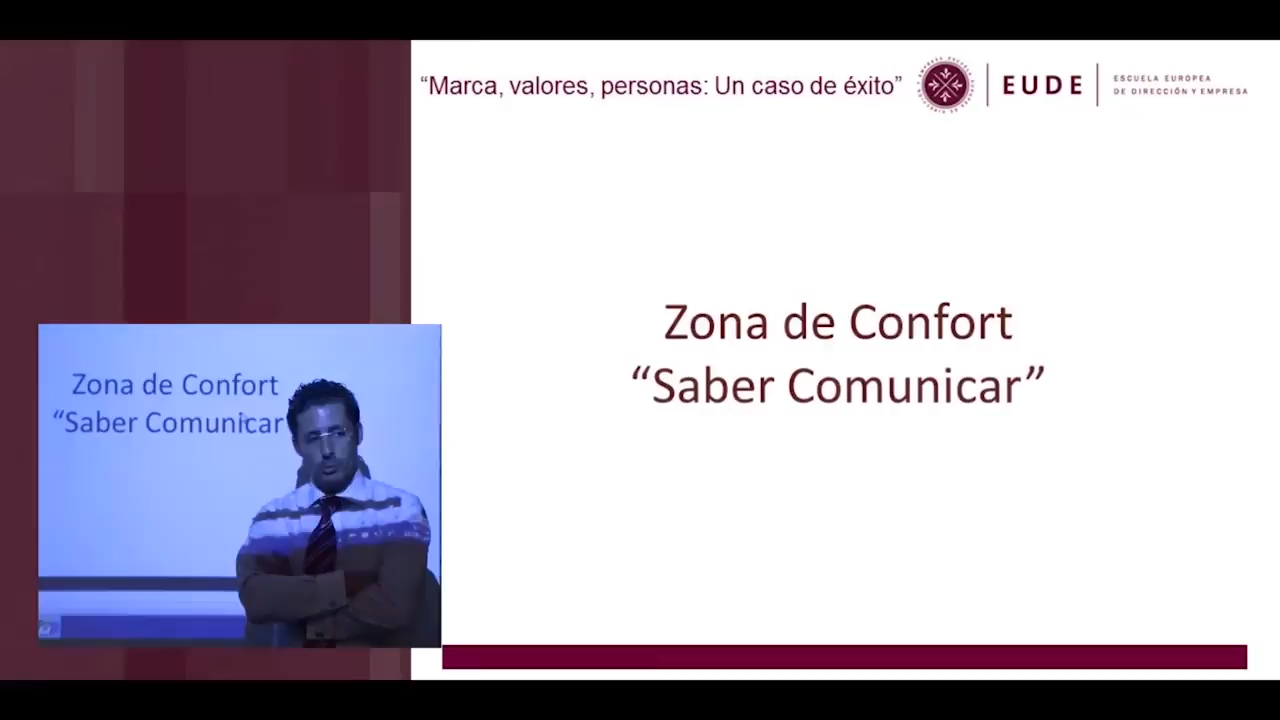 “Marca, valores, personas: Un caso de éxito”
EUDE
ESCUELA EUROPEA
DE DIRECCIÓN Y EMPRESA
Zona de Confort
“Saber Comunicar”
Zona de Confort
“Saber Comunicar